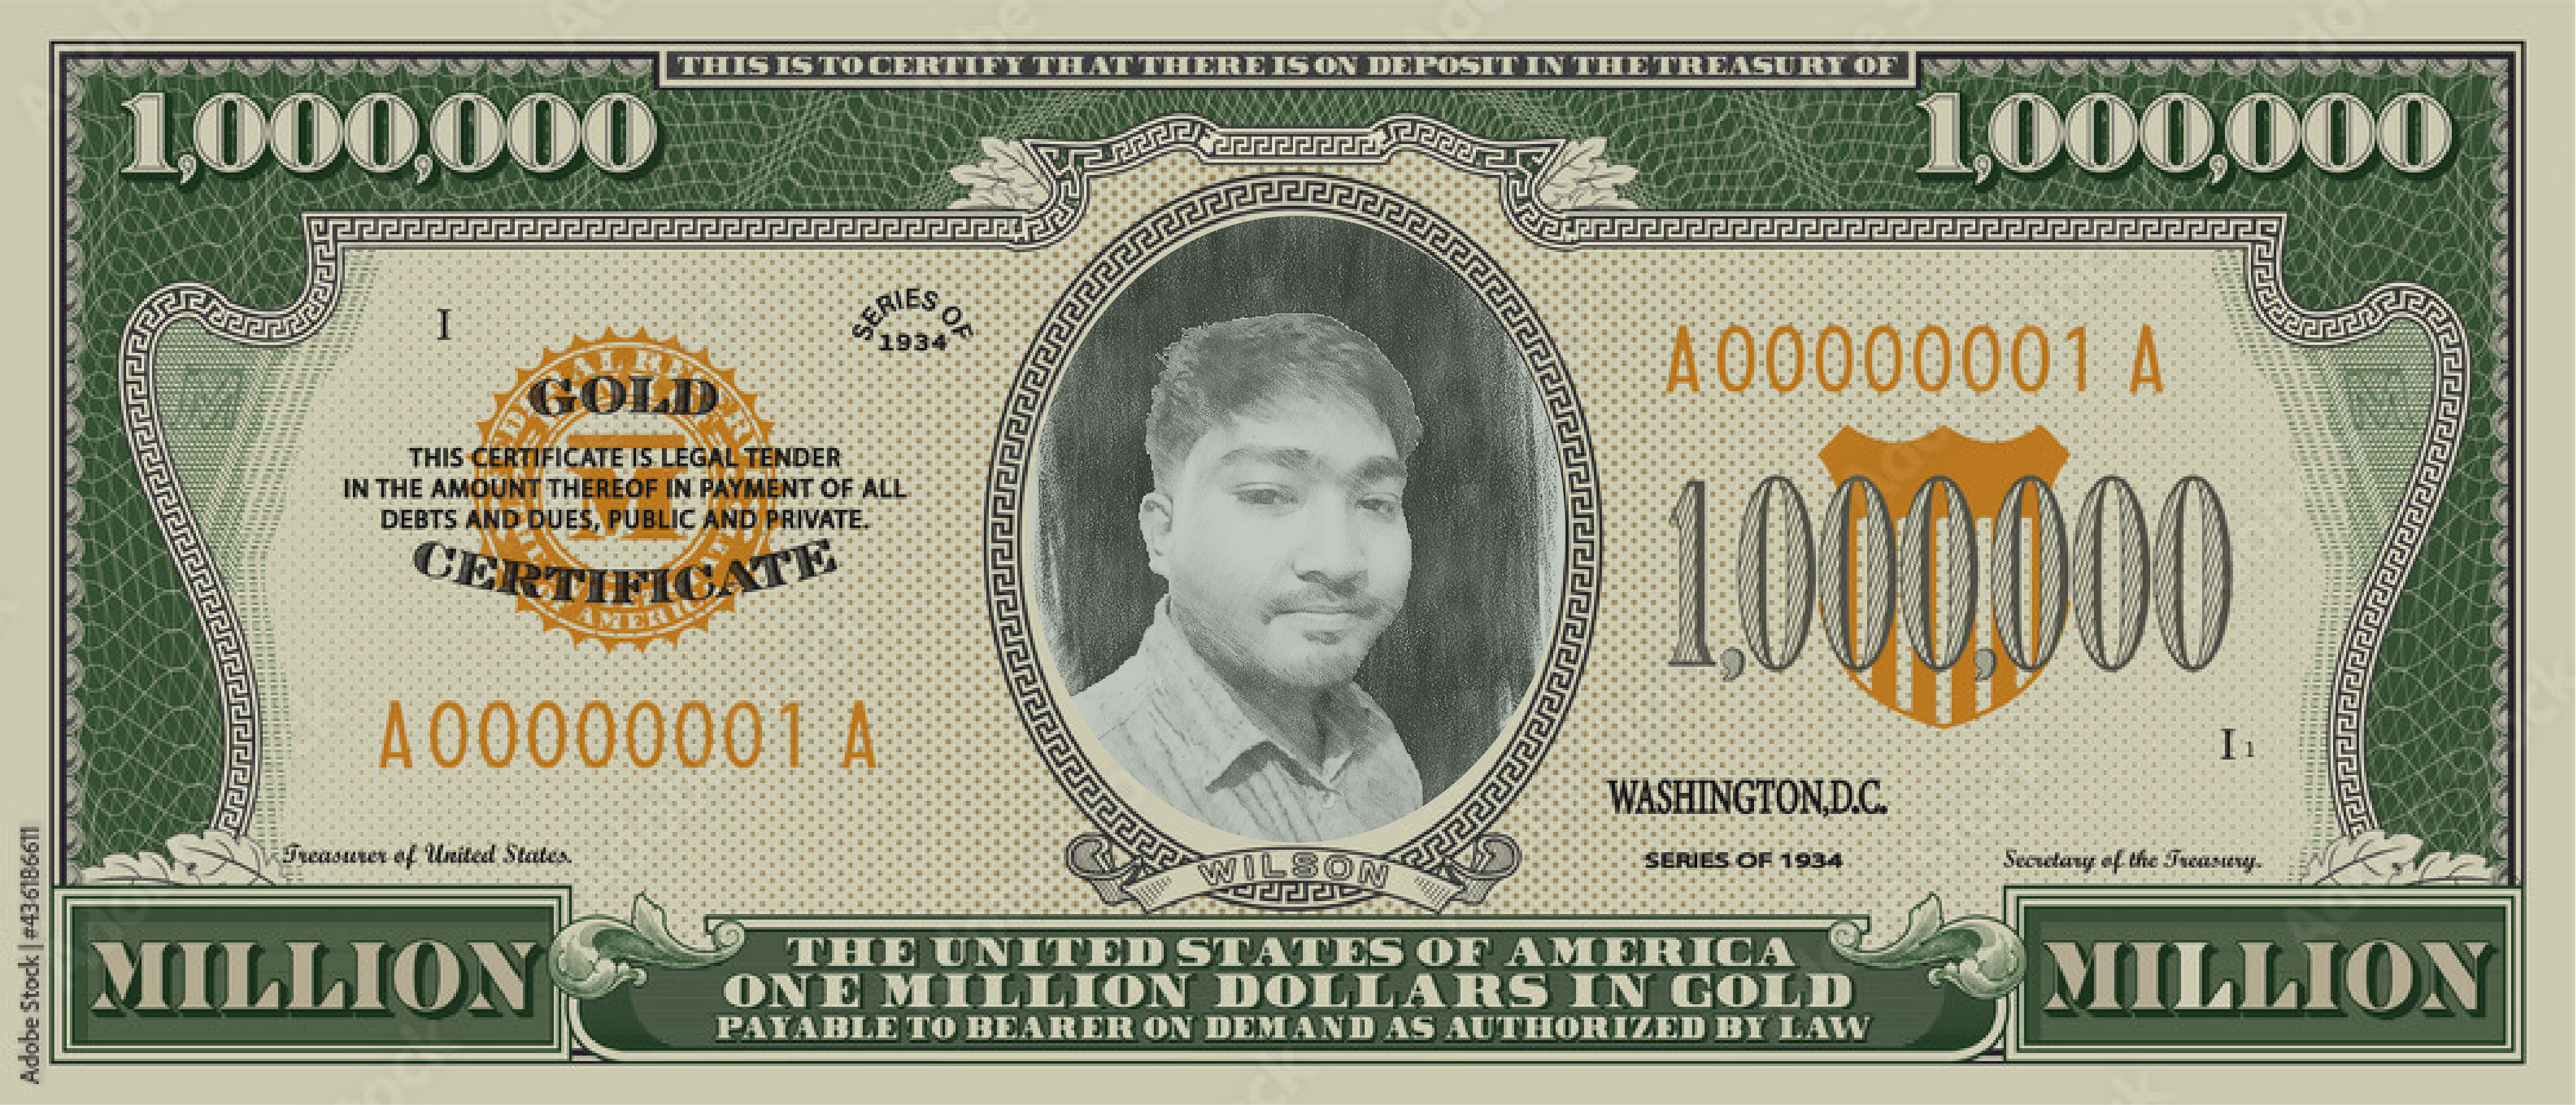 THIS IS TO CERTIFY THAT THERE IS ON DEPOSIT IN THE TREASURY OF
1,000,000
1,000,000
I
SERIES OF
1934
A00000001 A
GOLD
THIS CERTIFICATE IS LEGAL TENDER
IN THE AMOUNT THEREOF IN PAYMENT OF ALL
DEBTS AND DUES, PUBLIC AND PRIVATE.
CERTIFICATE
OF AMERICA
M
1,000,000
A00000001 A
I 1
WASHINGTON,D.C.
Treasurer of United States.
WILSON
SERIES OF 1934
Secretary of the Treasury.
MILLION
THE UNITED STATES OF AMERICA
ONE MILLION DOLLARS IN GOLD
PAYABLE TO BEARER ON DEMAND AS AUTHORIZED BY LAW
MILLION
Adobe Stock | #436186611